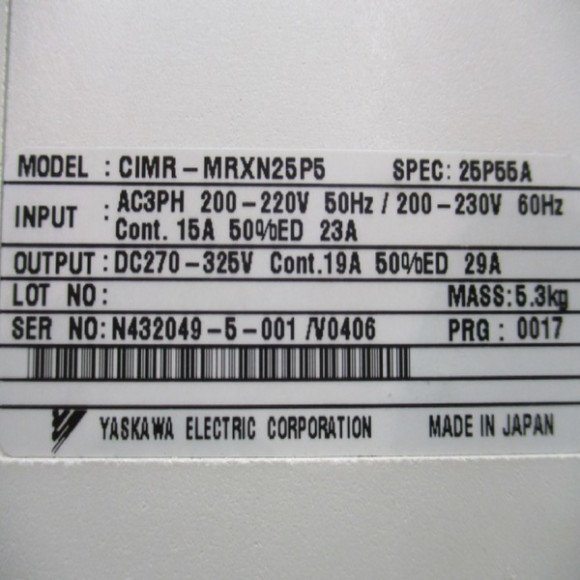 MODEL : CIMR-MRXN25P5 SPEC: 25P55A
INPUT : AC3PH 200-220V 50Hz / 200-230V 60Hz
Cont. 15A 50%ED 23A
OUTPUT : DC270-325V Cont.19A 50%ED 29A
LOT NO: MASS: 5.3kg
SER NO: N432049-5-001 /V0406 PRG : 0017
YASKAWA ELECTRIC CORPORATION MADE IN JAPAN